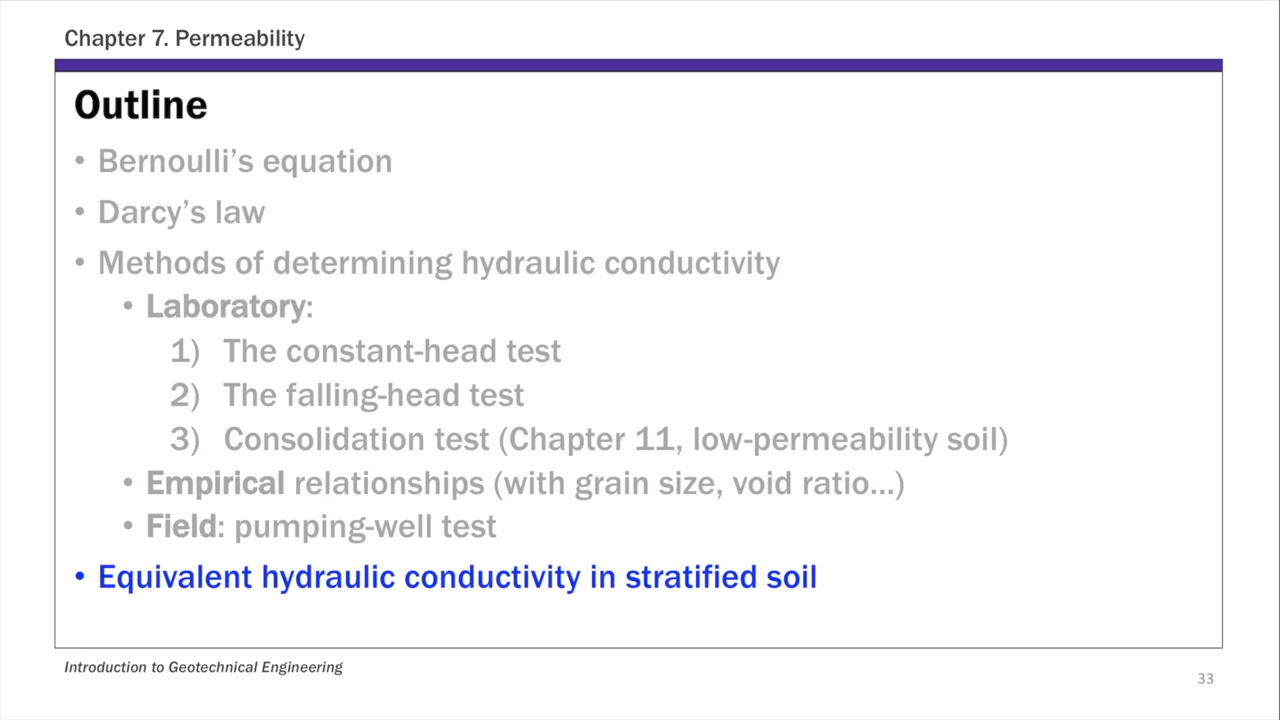 Chapter 7. Permeability
Outline
• Bernoulli’s equation
• Darcy’s law
• Methods of determining hydraulic conductivity
• Laboratory:
1) The constant-head test
2) The falling-head test
3) Consolidation test (Chapter 11, low-permeability soil)
• Empirical relationships (with grain size, void ratio…)
• Field: pumping-well test
• Equivalent hydraulic conductivity in stratified soil
Introduction to Geotechnical Engineering
33